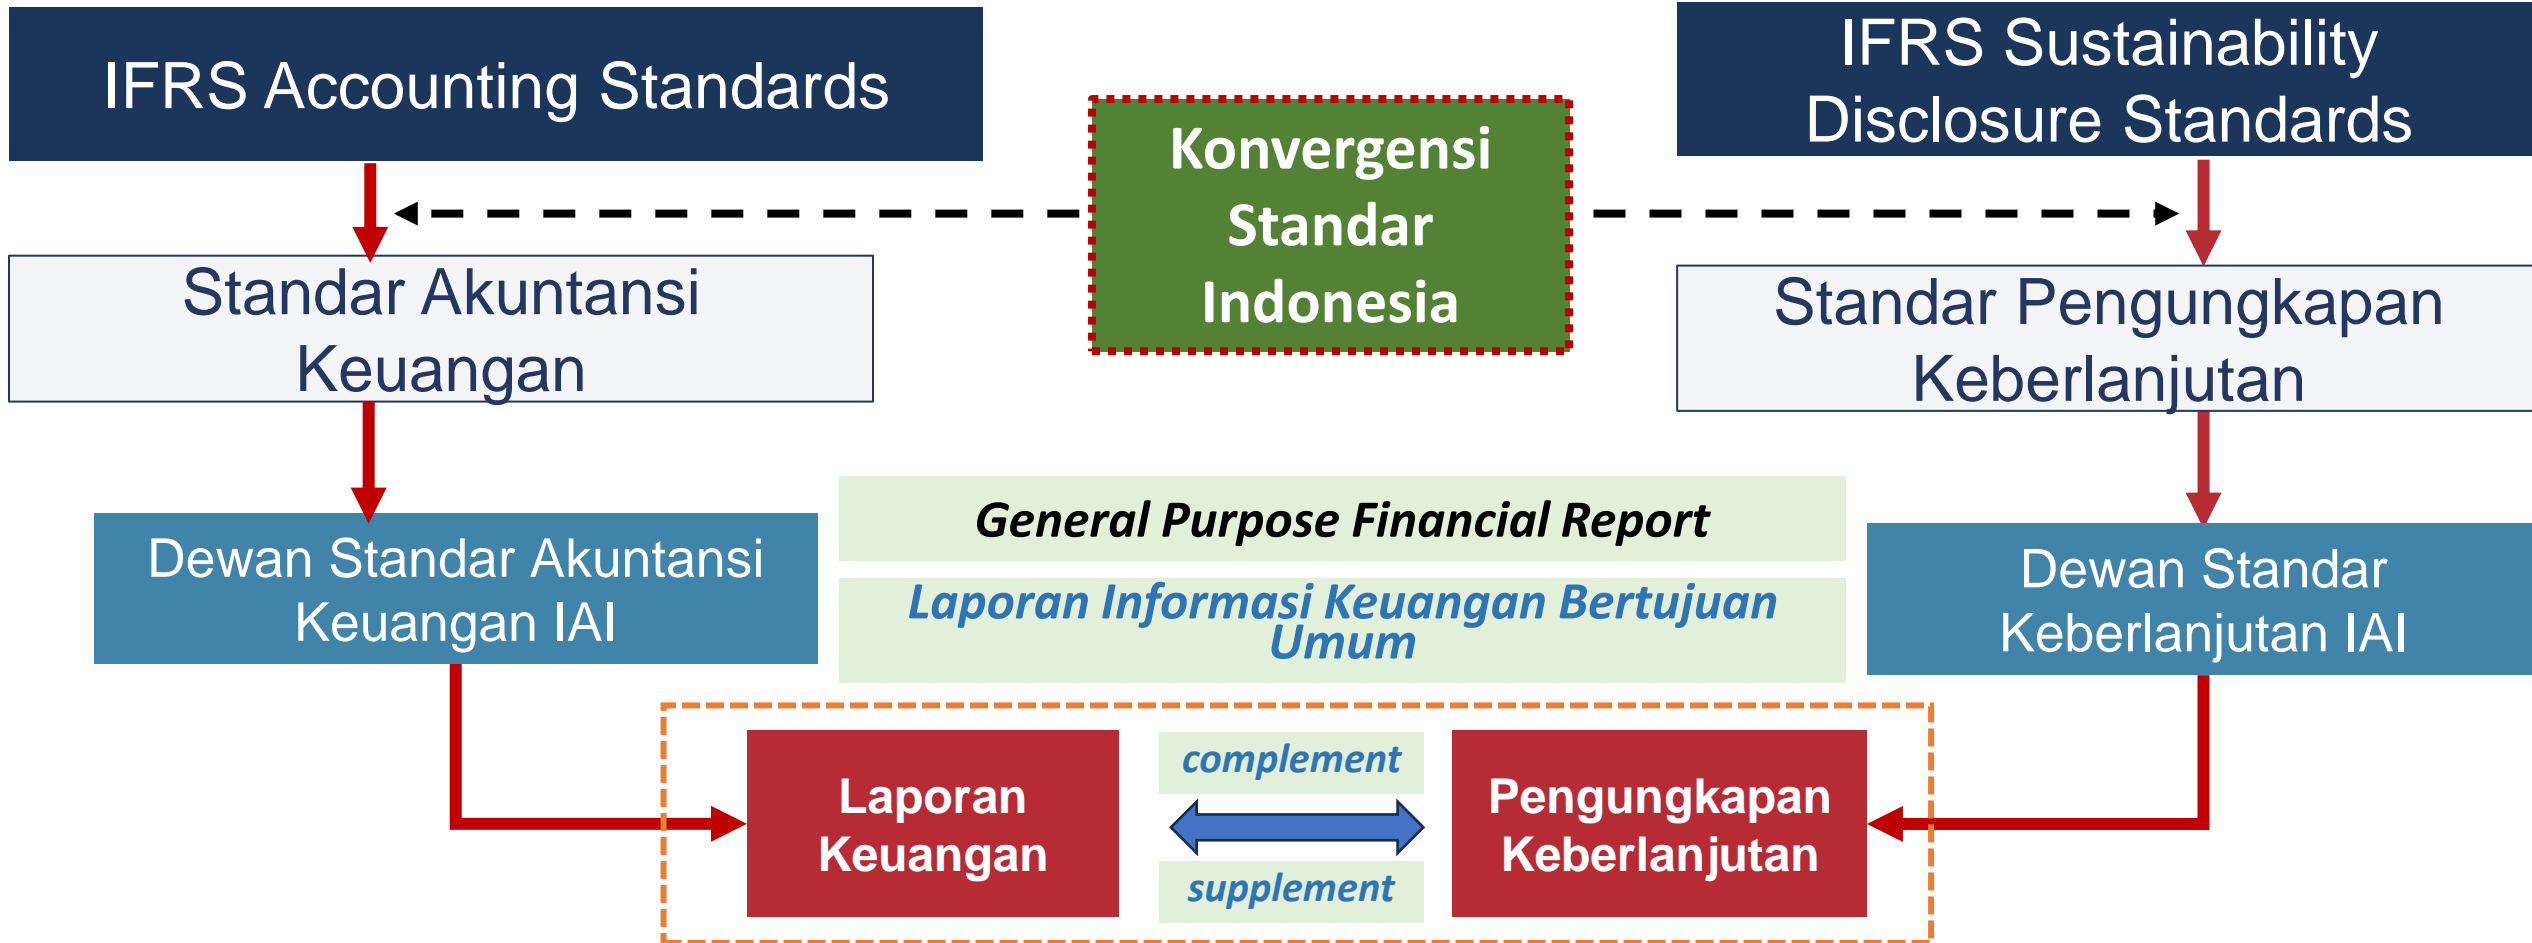 IFRS Accounting Standards
IFRS Sustainability
Disclosure Standards
Konvergensi
Standar
Indonesia
Standar Akuntansi
Keuangan
Standar Pengungkapan
Keberlanjutan
General Purpose Financial Report
Laporan Informasi Keuangan Bertujuan
Umum
Dewan Standar Akuntansi
Keuangan IAI
Dewan Standar
Keberlanjutan IAI
Laporan
Keuangan
complement
supplement
Pengungkapan
Keberlanjutan